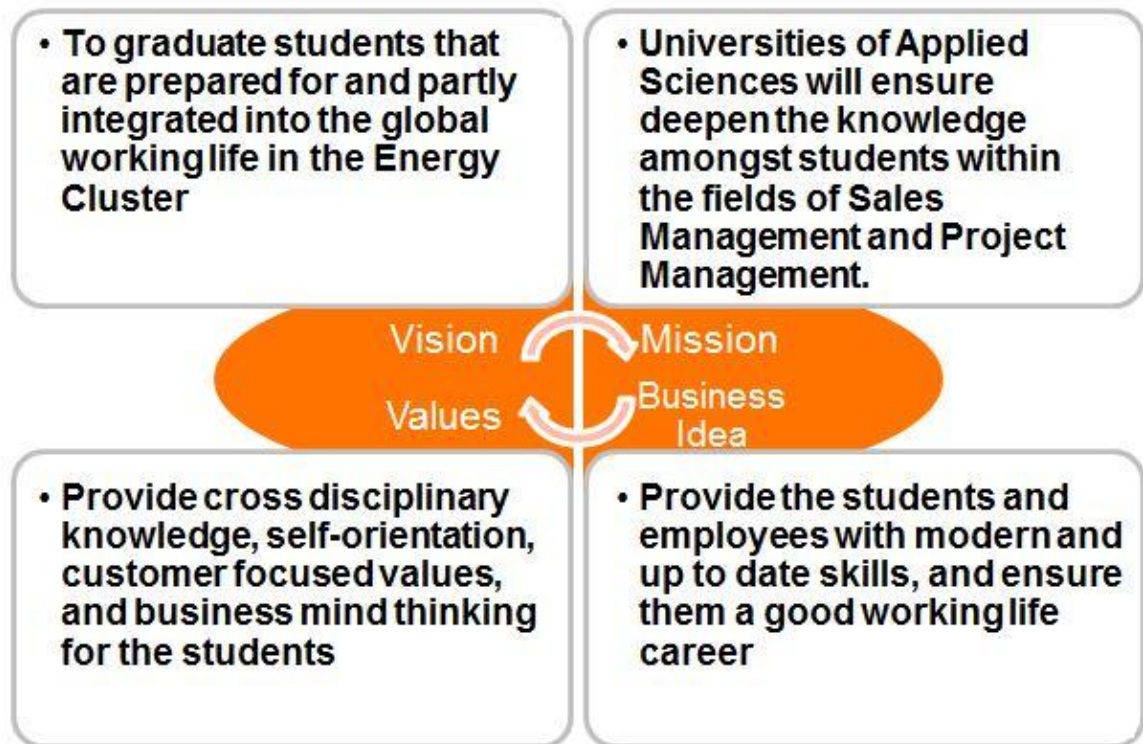 • To graduate students that
are prepared for and partly
integrated into the global
working life in the Energy
Cluster
• Universities of Applied
Sciences will ensure
deepen the knowledge
amongst students within
the fields of Sales
Management and Project
Management.
Vision
Mission
Values
Business
Idea
• Provide cross disciplinary
knowledge, self-orientation,
customer focused values,
and business mind thinking
for the students
• Provide the students and
employees with modern and
up to date skills, and ensure
them a good working life
career